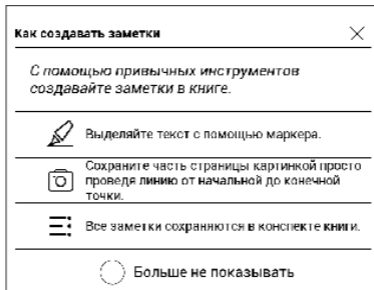 Как создавать заметки
С помощью привычных инструментов
создавайте заметки в книге.
Выделяйте текст с помощью маркера.
Сохраните часть страницы картинкой просто
проведя линию от начальной до конечной
точки.
Все заметки сохраняются в конспекте книги.
Больше не показывать